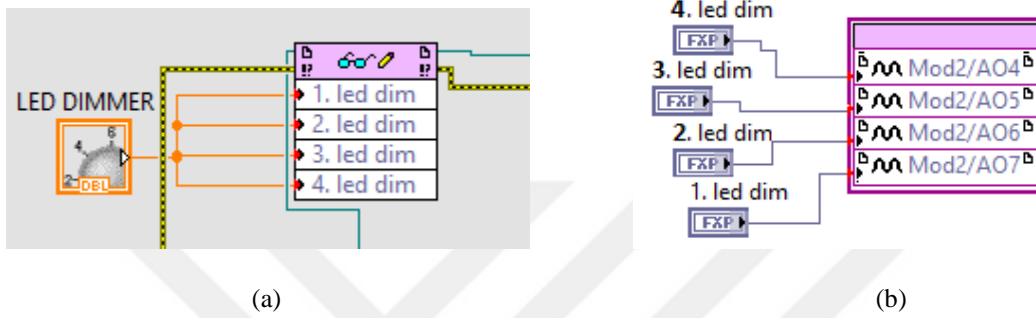 LED DIMMER
2
4
6
DBL
1. led dim
2. led dim
3. led dim
4. led dim
(a)
4. led dim
FXP
3. led dim
FXP
2. led dim
FXP
1. led dim
FXP
Mod2/AO4
Mod2/AO5
Mod2/AO6
Mod2/AO7
(b)